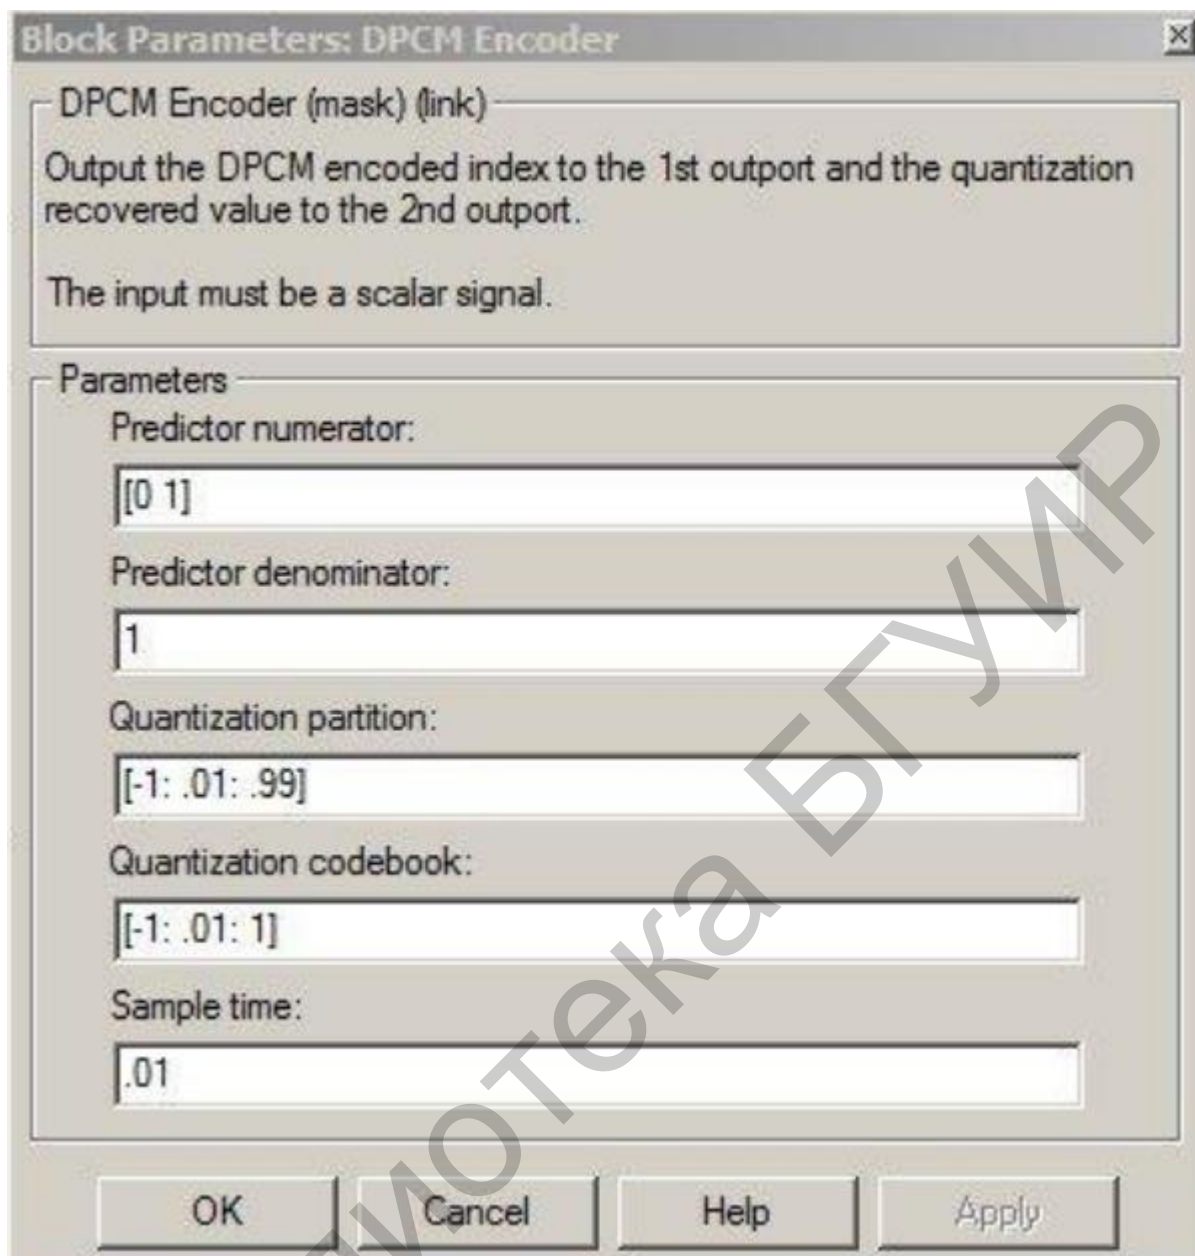 Block Parameters: DPCM Encoder
DPCM Encoder (mask) (link)
Output the DPCM encoded index to the 1st outport and the quantization
recovered value to the 2nd outport.
The input must be a scalar signal.
Parameters
Predictor numerator:
[0 1]
Predictor denominator:
1
Quantization partition:
[-1: .01: .99]
Quantization codebook:
[-1: .01: 1]
Sample time:
.01
OK Cancel Help Apply
БГУИР